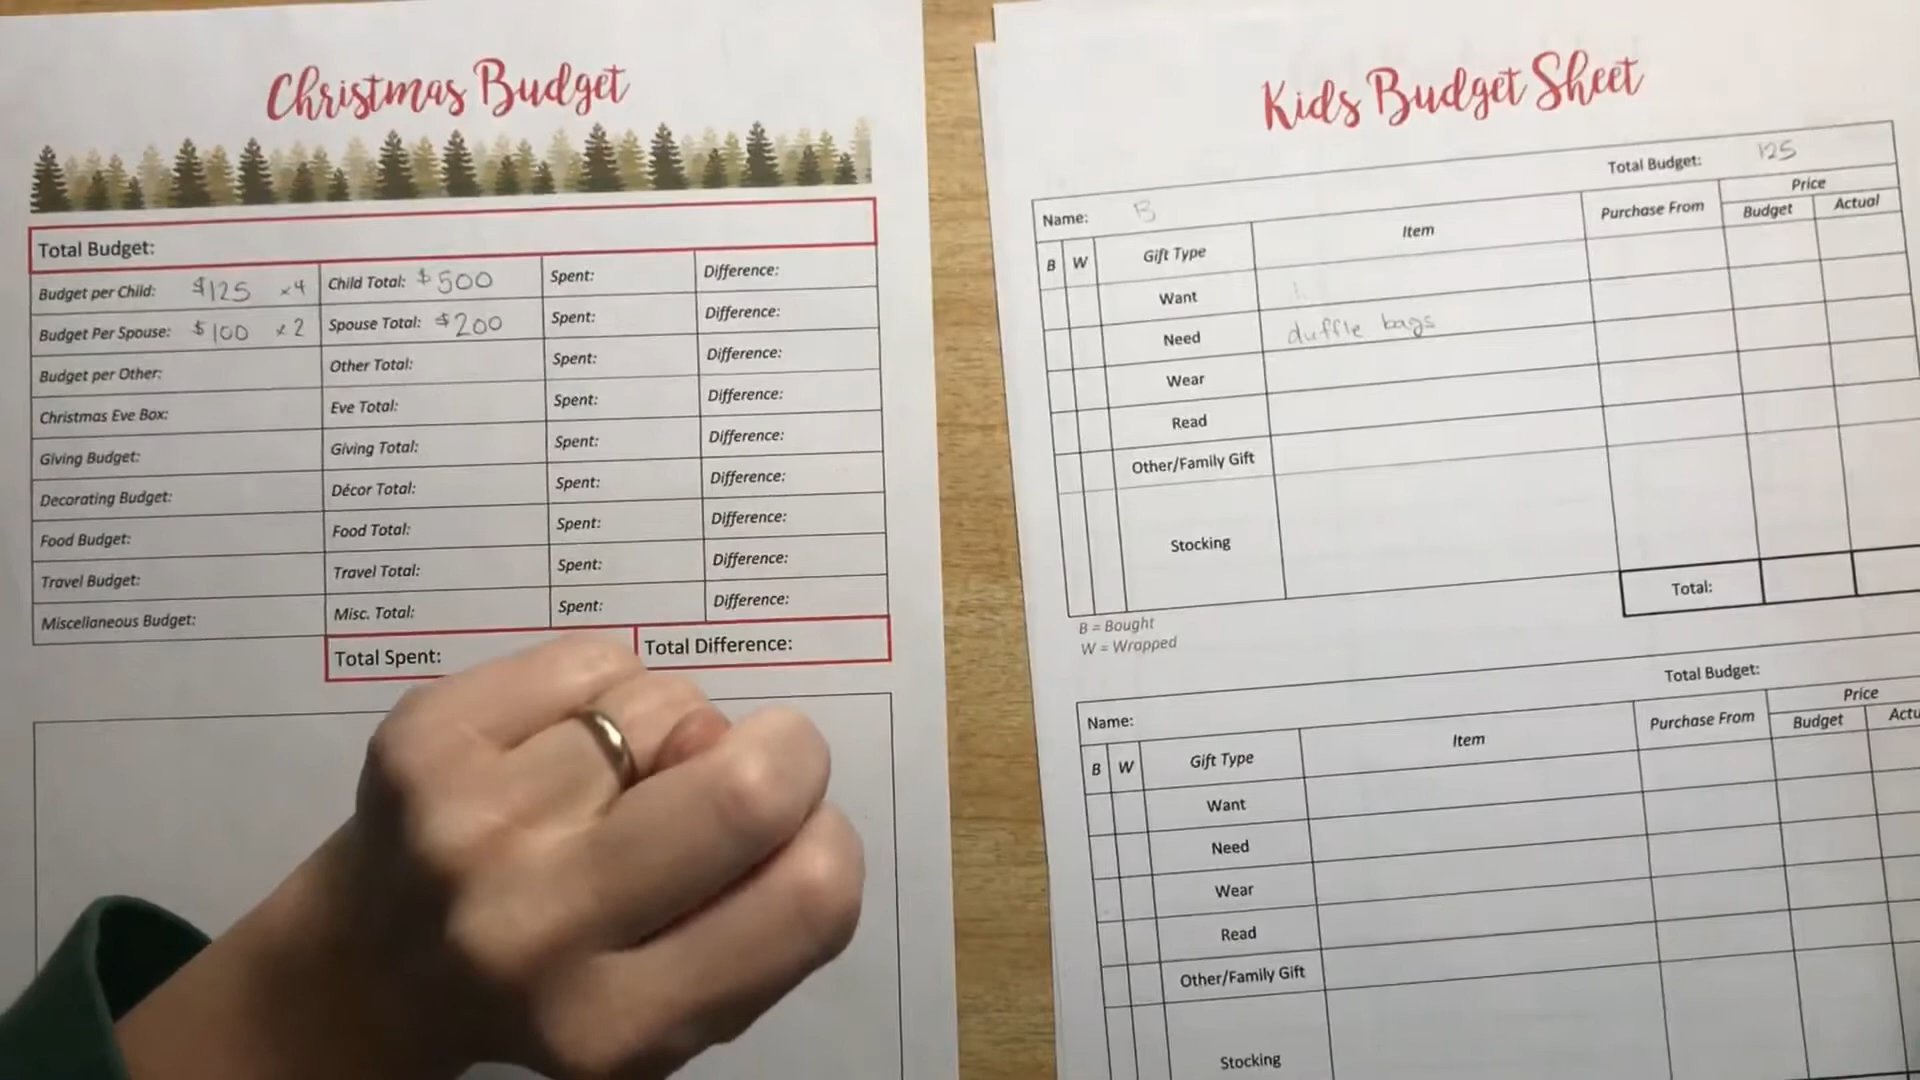 Christmas Budget
Total Budget:
Budget per Child: $125 x4 Child Total: $500 Spent: Difference:
Budget Per Spouse: $100 x2 Spouse Total: $200 Spent: Difference:
Budget per Other: Other Total: Spent: Difference:
Christmas Eve Box: Eve Total: Spent: Difference:
Giving Budget: Giving Total: Spent: Difference:
Decorating Budget: Décor Total: Spent: Difference:
Food Budget: Food Total: Spent: Difference:
Travel Budget: Travel Total: Spent: Difference:
Miscellaneous Budget: Misc. Total: Spent: Difference:
Total Spent: Total Difference:
Kids Budget Sheet
Name: B Total Budget: 125
B W Gift Type Item Purchase From Price
Budget Actual
Want
Need duffle bags
Wear
Read
Other/Family Gift
Stocking
Total:
B = Bought
W = Wrapped
Name: Total Budget:
B W Gift Type Item Purchase From Price
Budget
Want
Need
Wear
Read
Other/Family Gift
Stocking